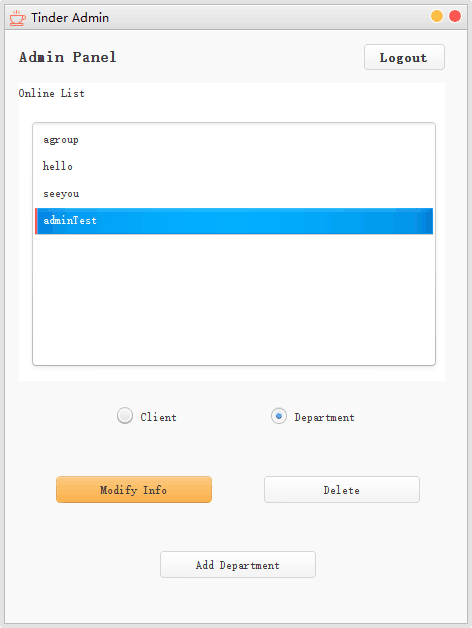 Tinder Admin
Admin Panel
Logout
Online List
agroup
hello
seeyou
adminTest
Client
Department
Modify Info
Delete
Add Department